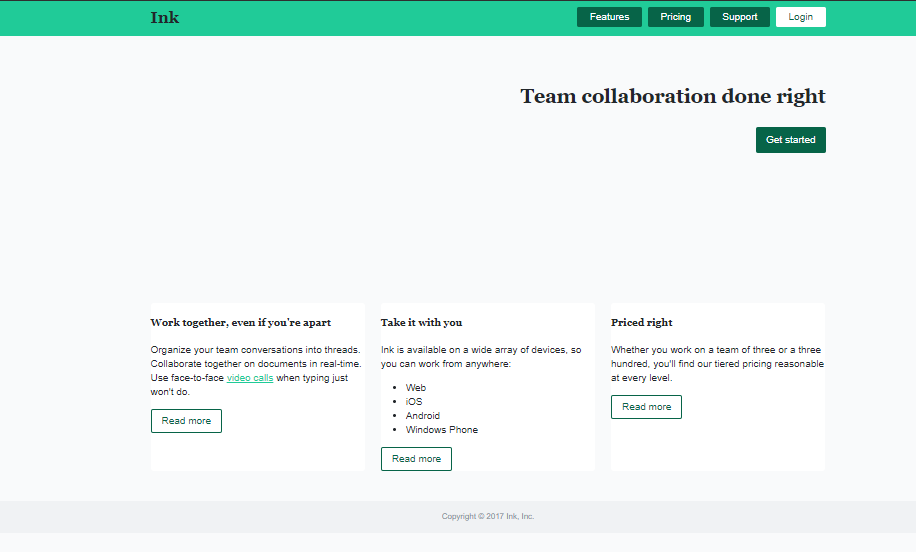 Ink
Features
Pricing
Support
Login
Team collaboration done right
Get started
Work together, even if you're apart
Organize your team conversations into threads.
Collaborate together on documents in real-time.
Use face-to-face video calls when typing just
won't do.
Read more
Take it with you
Ink is available on a wide array of devices, so
you can work from anywhere:
• Web
• iOS
• Android
• Windows Phone
Read more
Priced right
Whether you work on a team of three or a three
hundred, you'll find our tiered pricing reasonable
at every level.
Read more
Copyright © 2017 Ink, Inc.